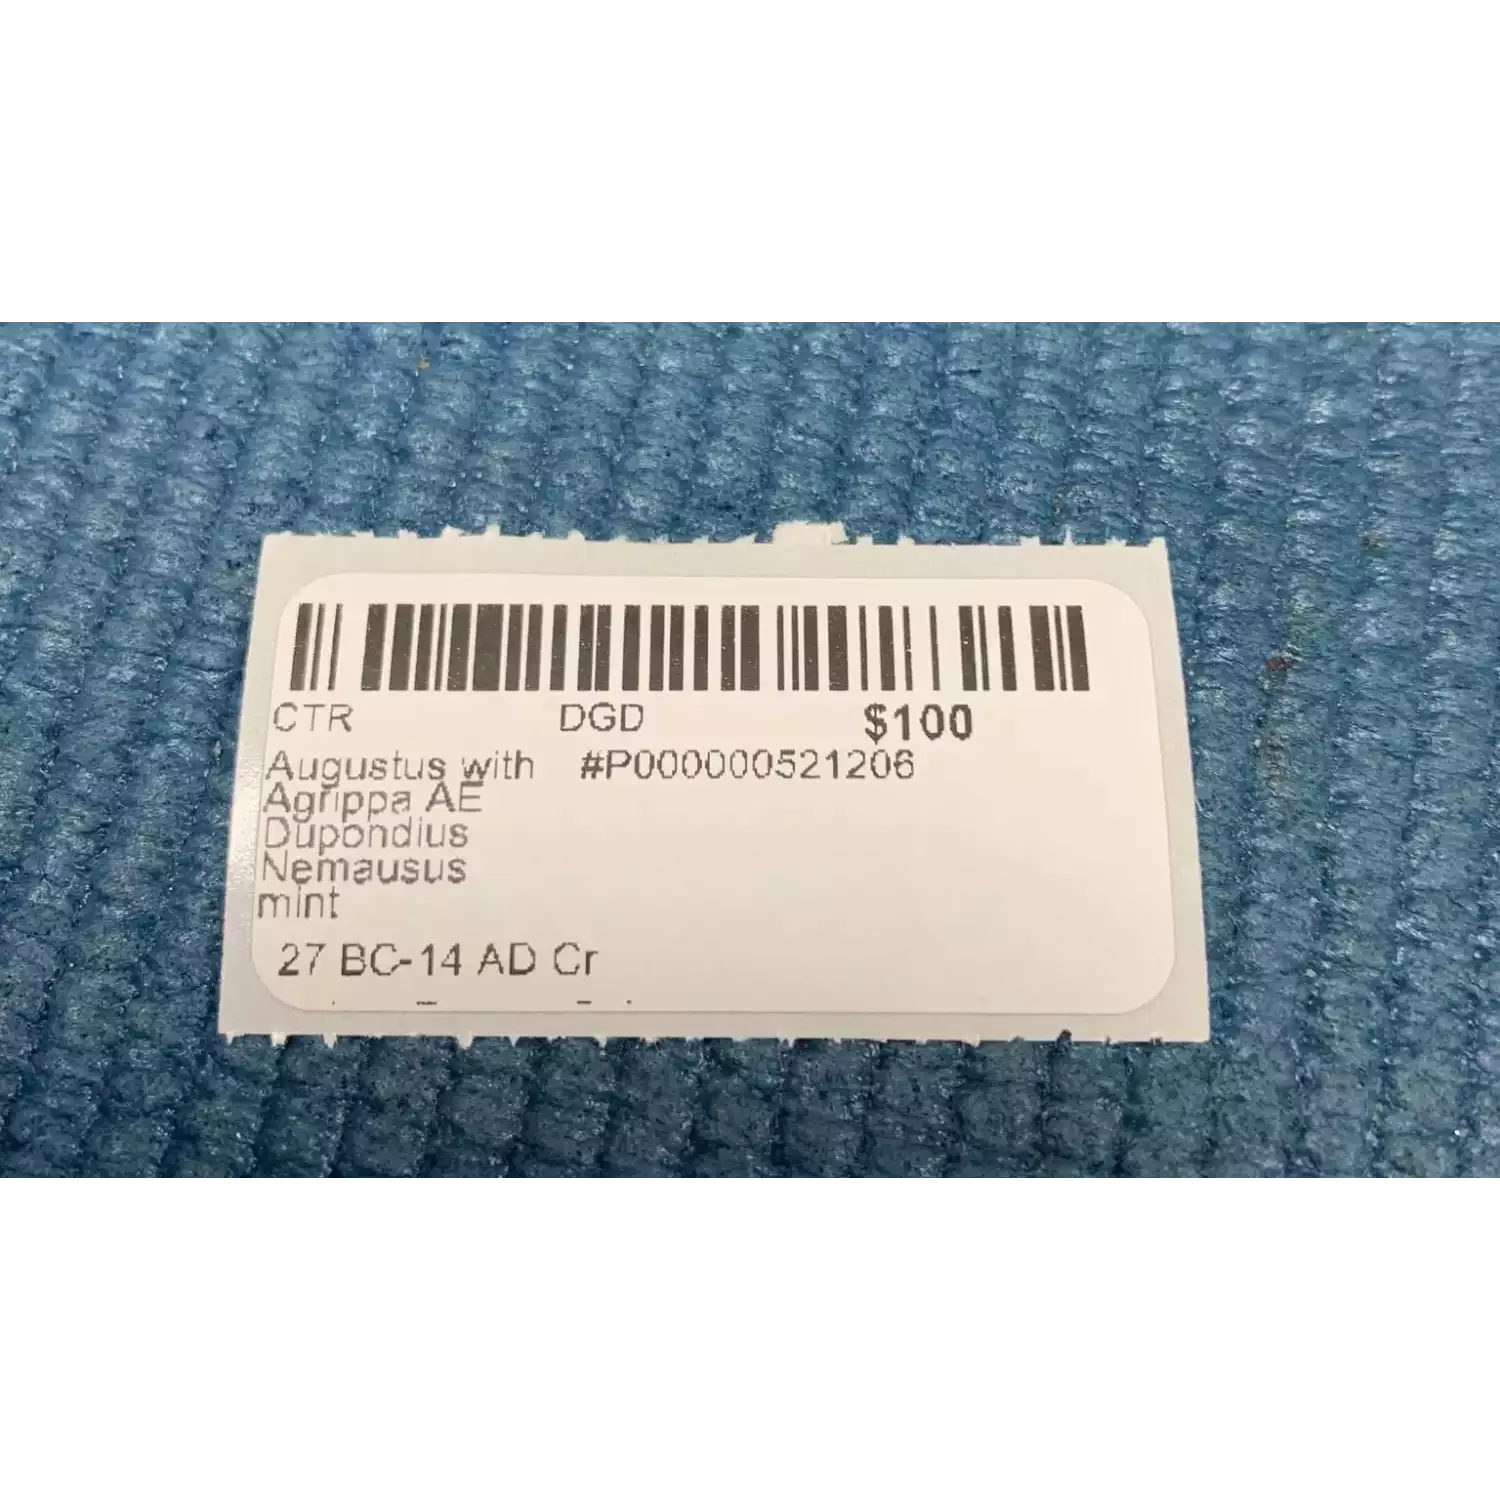 CTR DGD $100
Augustus with #P000000521206
Agrippa AE
Dupondius
Nemausus
mint
27 BC-14 AD Cr